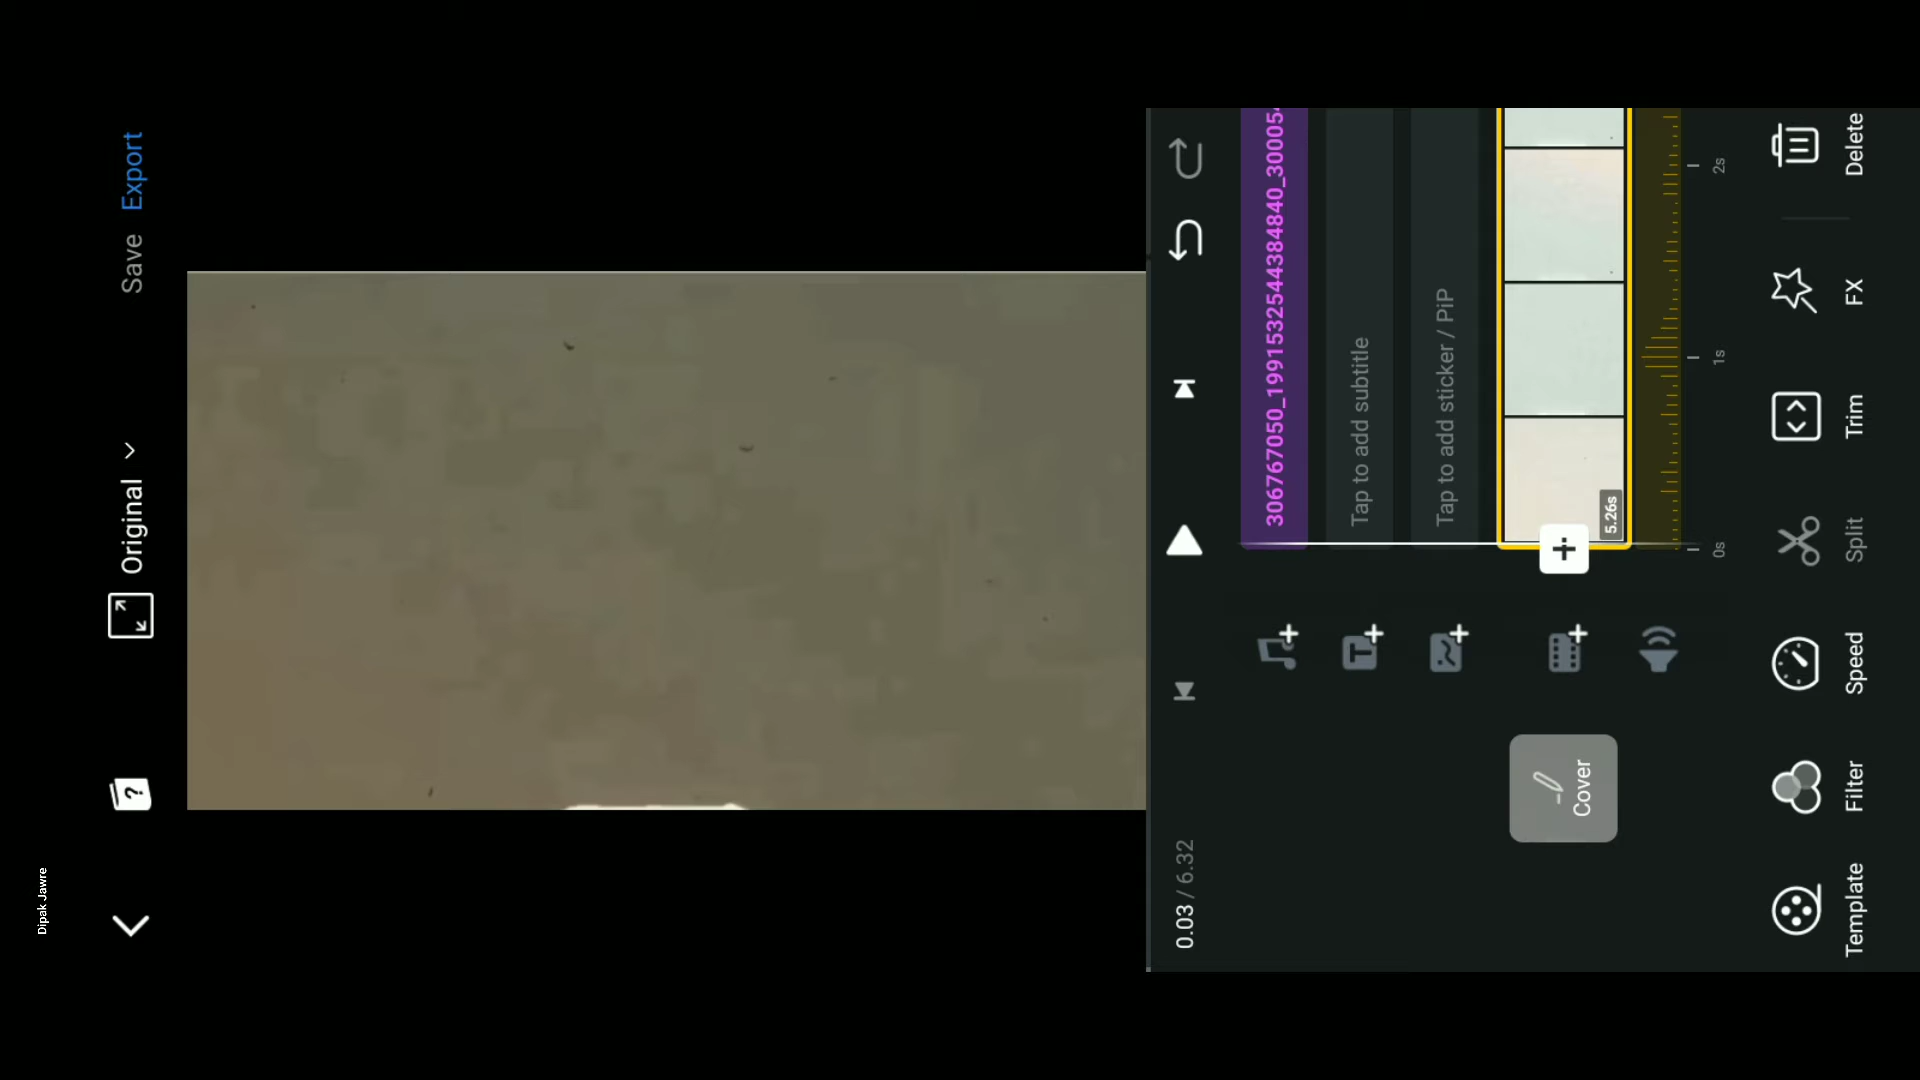 Original
Save
Export
0.03 / 6.32
306767050_1991532544384840_300054
Tap to add subtitle
Tap to add sticker / PiP
Cover
5.26s
0s
1s
2s
Template
Filter
Speed
Split
Trim
FX
Delete
Dipak Jawre